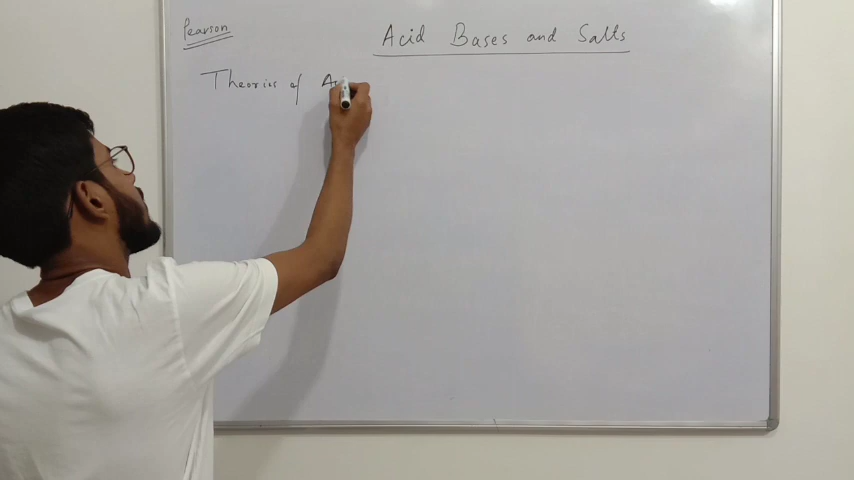 Pearson
Acid Bases and Salts
Theories of A